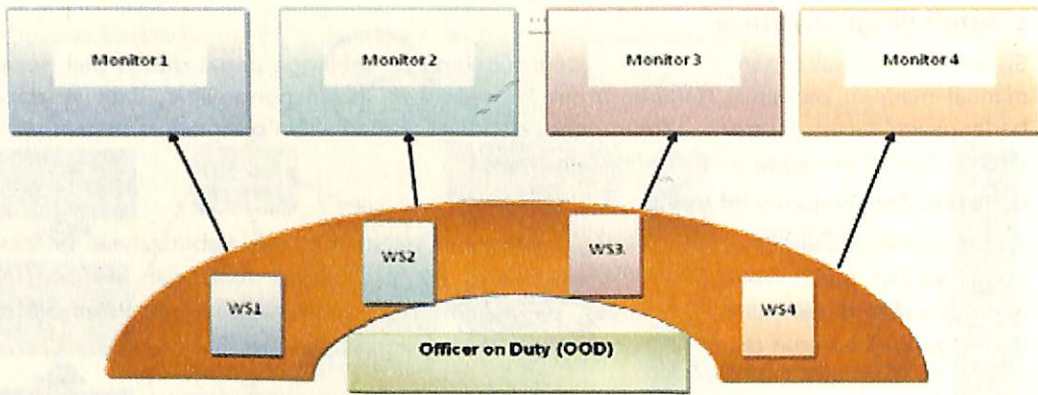 Monitor 1
Monitor 2
Monitor 3
Monitor 4
WS1
WS2
WS3.
WS4
Officer on Duty (OOD)